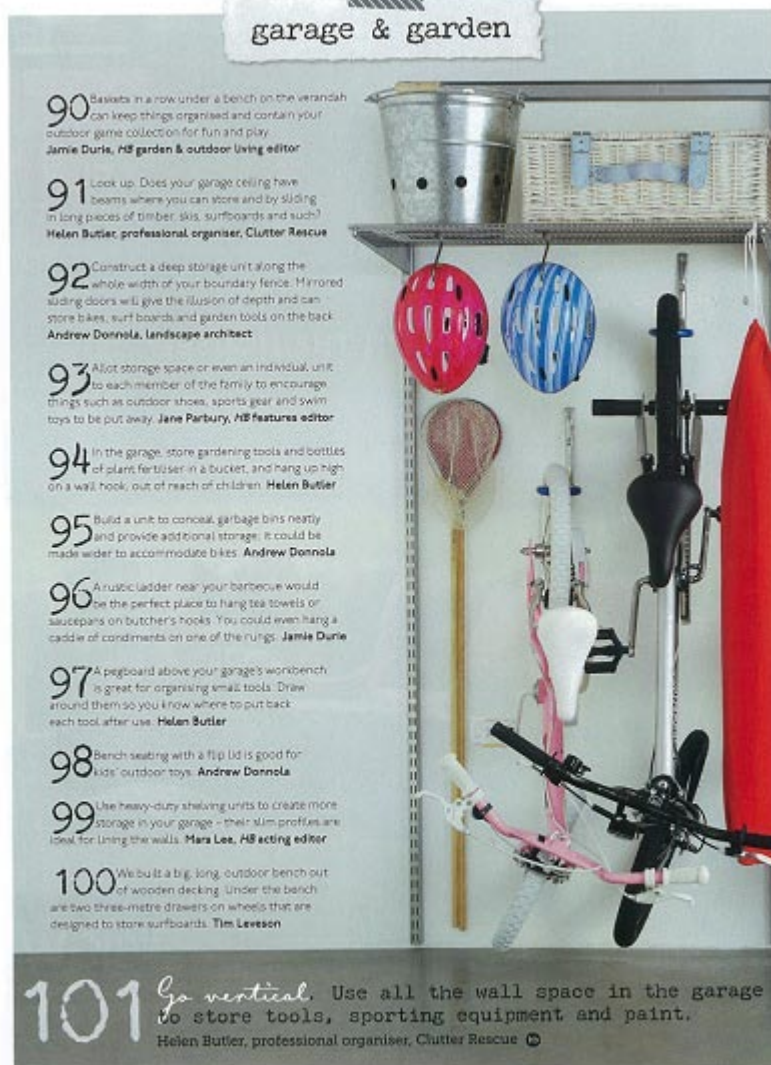 garage & garden
90 Baskets in a row under a bench on the verandah
can keep things organised and contain your
outdoor game collection for fun and play.
Jamie Durie, HB garden & outdoor living editor
91 Look up. Does your garage ceiling have
beams where you can store and by sliding
in long pieces of timber, skis, surfboards and such?
Helen Butler, professional organiser, Clutter Rescue
92 Construct a deep storage unit along the
whole width of your boundary fence. Mirrored
sliding doors will give the illusion of depth and can
store bikes, surf boards and garden tools on the back.
Andrew Donnola, landscape architect
93 Allot storage space or even an individual unit
to each member of the family to encourage
things such as outdoor shoes, sports gear and swim
toys to be put away. Jane Parbury, HB features editor
94 In the garage, store gardening tools and bottles
of plant fertiliser in a bucket, and hang up high
on a wall hook, out of reach of children. Helen Butler
95 Build a unit to conceal garbage bins neatly
and provide additional storage; it could be
made wider to accommodate bikes. Andrew Donnola
96 A rustic ladder near your barbecue would
be the perfect place to hang tea towels or
saucepans on butcher's hooks. You could even hang a
caddie of condiments on one of the rungs. Jamie Durie
97 A pegboard above your garage's workbench
is great for organising small tools. Draw
around them so you know where to put back
each tool after use. Helen Butler
98 Bench seating with a flip lid is good for
kids' outdoor toys. Andrew Donnola
99 Use heavy-duty shelving units to create more
storage in your garage – their slim profiles are
ideal for lining the walls. Mara Lee, HB acting editor
100 We built a big, long, outdoor bench out
of wooden decking. Under the bench
are two three-metre drawers on wheels that are
designed to store surfboards. Tim Leveson
101 Go vertical. Use all the wall space in the garage
to store tools, sporting equipment and paint.
Helen Butler, professional organiser, Clutter Rescue HB